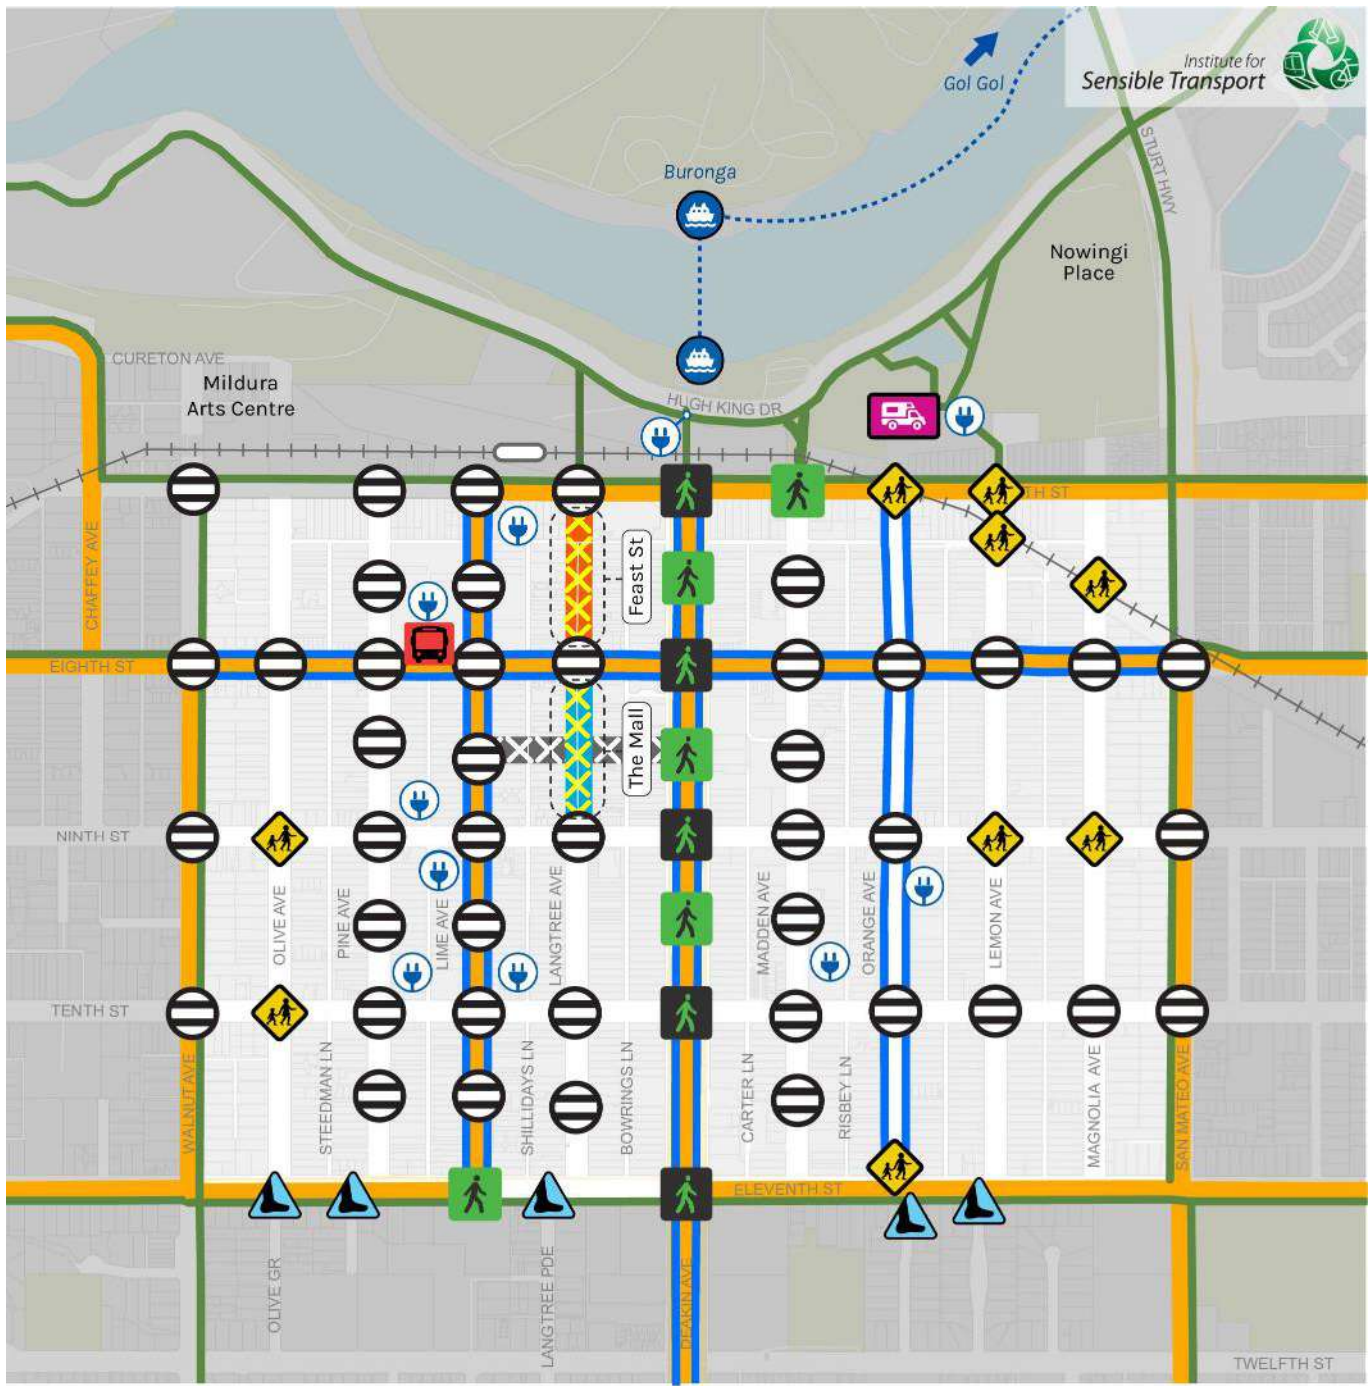 Institute for
Sensible Transport
Gol Gol
Buronga
STURT HWY
Nowingi
Place
CURETON AVE
Mildura
Arts Centre
HUGH KING DR
TH ST
CHAFFEY AVE
Feast St
EIGHTH ST
The Mall
NINTH ST
OLIVE AVE
PINE AVE
LIME AVE
LANGTREE AVE
MADDEN AVE
ORANGE AVE
LEMON AVE
TENTH ST
WALNUT AVE
STEEDMAN LN
SHILLIDAYS LN
BOWRINGS LN
CARTER LN
RISBEY LN
MAGNOLIA AVE
SAN MATEO AVE
ELEVENTH ST
OLIVE GR
LANGTREE PDE
DEAKIN AVE
TWELFTH ST